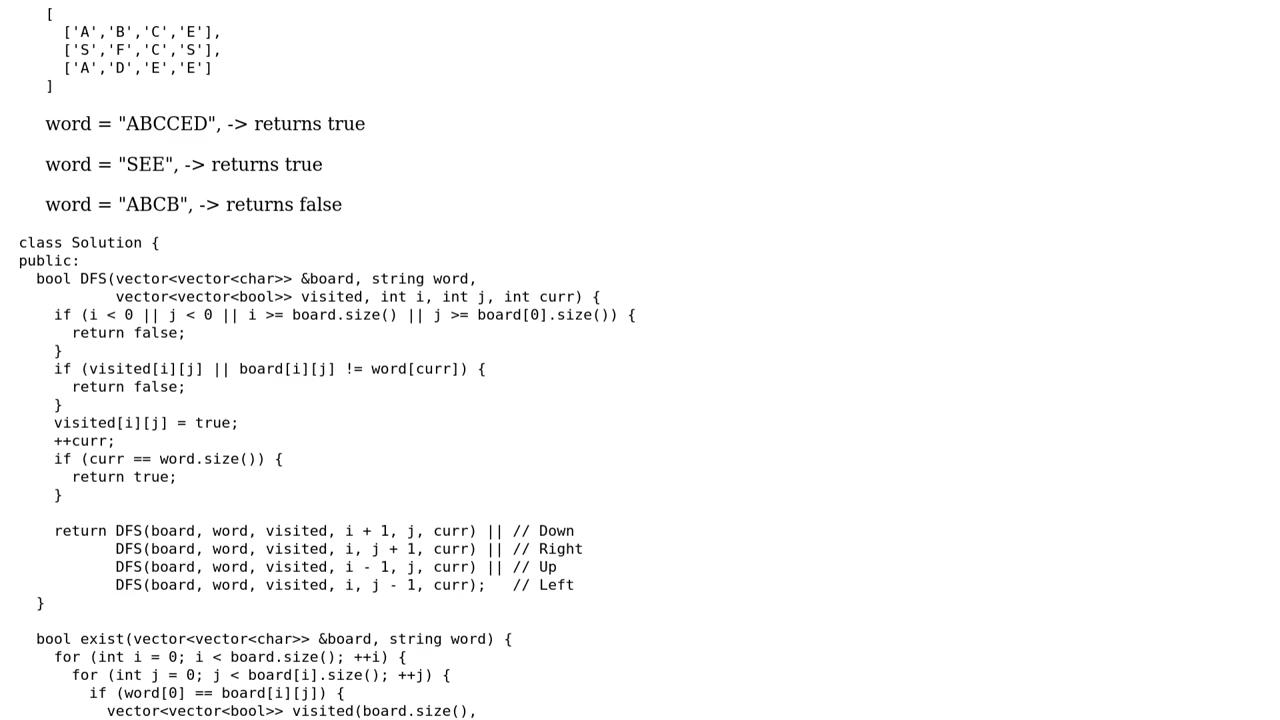 [
  ['A','B','C','E'],
  ['S','F','C','S'],
  ['A','D','E','E']
]
word = "ABCCED", -> returns true
word = "SEE", -> returns true
word = "ABCB", -> returns false
class Solution {
public:
  bool DFS(vector<vector<char>> &board, string word,
           vector<vector<bool>> visited, int i, int j, int curr) {
    if (i < 0 || j < 0 || i >= board.size() || j >= board[0].size()) {
      return false;
    }
    if (visited[i][j] || board[i][j] != word[curr]) {
      return false;
    }
    visited[i][j] = true;
    ++curr;
    if (curr == word.size()) {
      return true;
    }

    return DFS(board, word, visited, i + 1, j, curr) || // Down
           DFS(board, word, visited, i, j + 1, curr) || // Right
           DFS(board, word, visited, i - 1, j, curr) || // Up
           DFS(board, word, visited, i, j - 1, curr);   // Left
  }

  bool exist(vector<vector<char>> &board, string word) {
    for (int i = 0; i < board.size(); ++i) {
      for (int j = 0; j < board[i].size(); ++j) {
        if (word[0] == board[i][j]) {
          vector<vector<bool>> visited(board.size(),